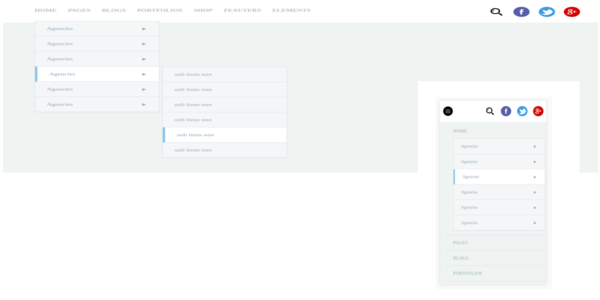 HOME PAGES BLOGS PORTFOLIOS SHOP FEACTERS ELEMENTS
Agencies
Agencies
Agencies
Agencies
Agencies
Agencies
sub item one
sub item one
sub item one
sub item one
sub item one
sub item one
HOME
Agencies
Agencies
Agencies
Agencies
Agencies
Agencies
PAGES
BLOGS
PORTFOLIOS